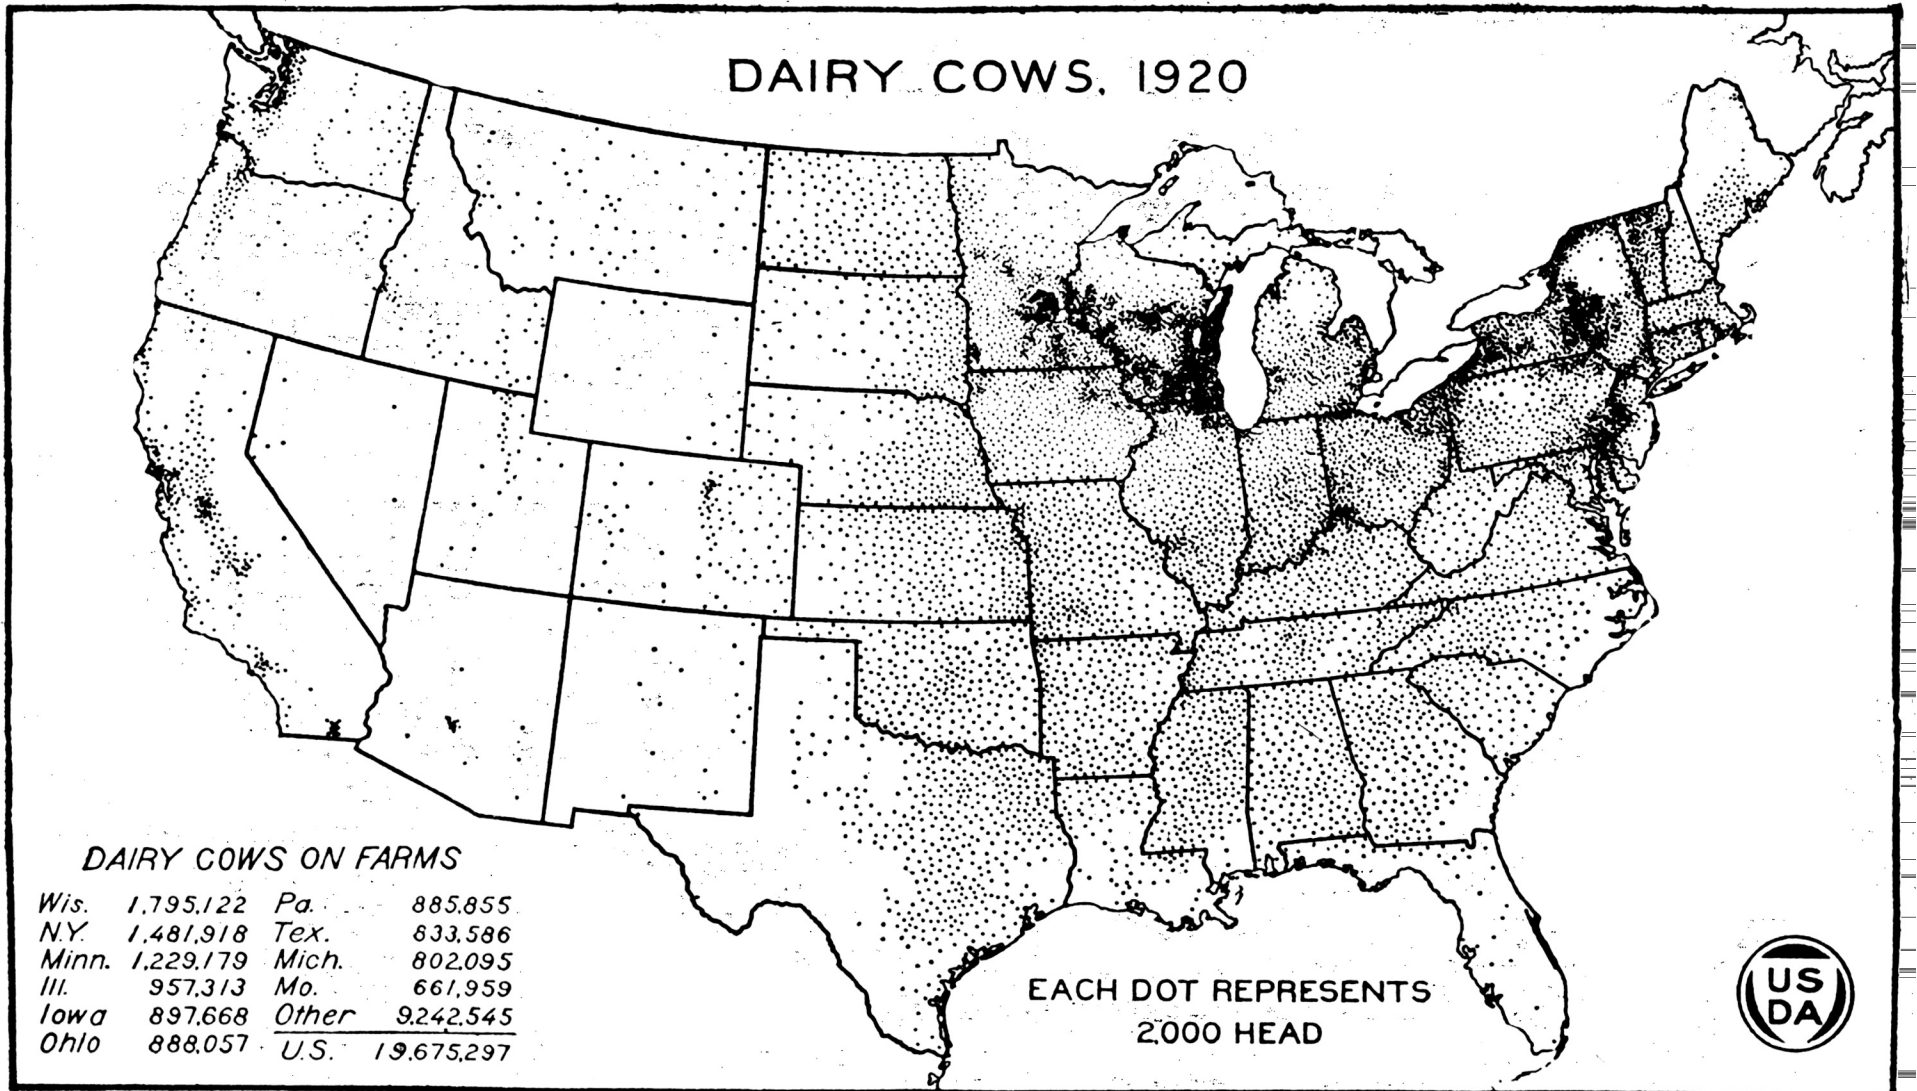 DAIRY COWS, 1920
DAIRY COWS ON FARMS
Wis. 1,795,122 Pa. 885,855
N.Y. 1,481,918 Tex. 833,586
Minn. 1,229,179 Mich. 802,095
Ill. 957,313 Mo. 661,959
Iowa 897,668 Other 9,242,545
Ohio 888,057 U.S. 19,675,297
EACH DOT REPRESENTS
2,000 HEAD
US
DA